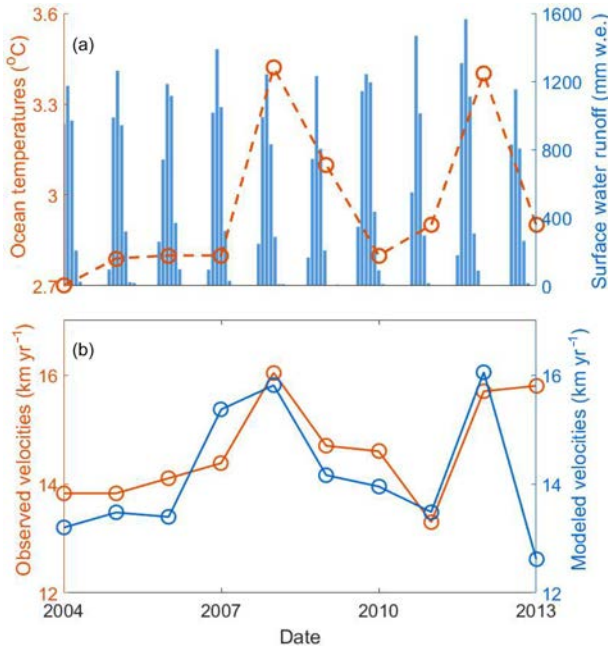 (a)
Ocean temperatures (°C)
3.6
3.3
3
2.7
Surface water runoff (mm w.e.)
1600
1200
800
400
0
(b)
Observed velocities (km yr⁻¹)
16
14
12
Modeled velocities (km yr⁻¹)
16
14
12
2004 2007 2010 2013
Date